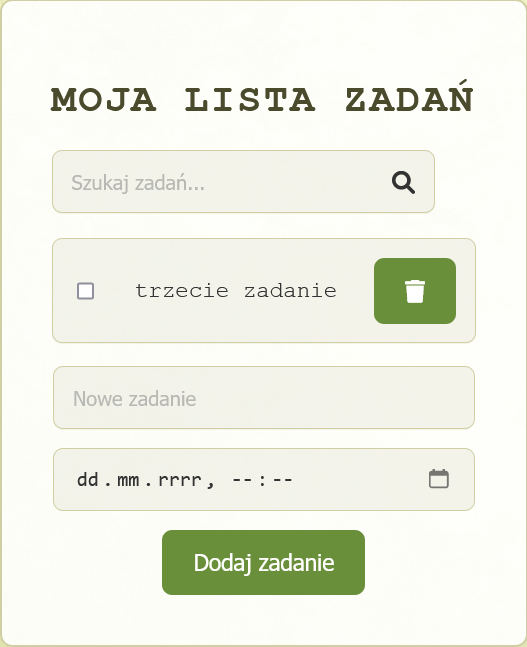 MOJA LISTA ZADAŃ
Szukaj zadań...
trzecie zadanie
Nowe zadanie
dd.mm.rrrr, --:--
Dodaj zadanie